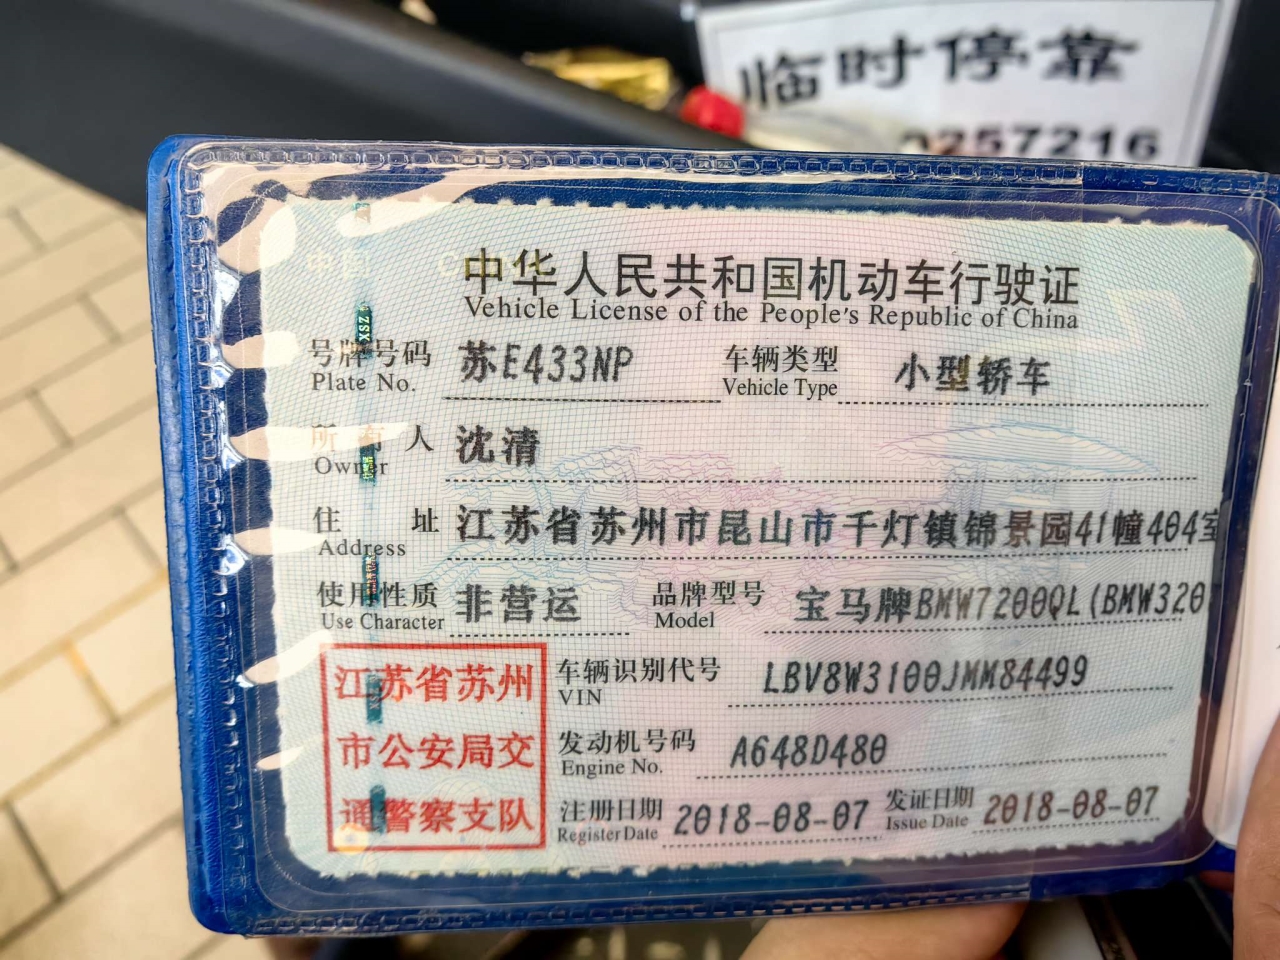 临时停靠
0257216
中华人民共和国机动车行驶证
Vehicle License of the People's Republic of China
号牌号码 苏E433NP 车辆类型 小型轿车
Plate No. Vehicle Type
所有人 沈清
Owner
住址 江苏省苏州市昆山市千灯镇锦景园41幢404室
Address
使用性质 非营运 品牌型号 宝马牌BMW7200QL(BMW320
Use Character Model
江苏省苏州
市公安局交
通警察支队
车辆识别代号 LBV8W3100JMM84499
VIN
发动机号码 A648D480
Engine No.
注册日期 2018-08-07 发证日期 2018-08-07
Register Date Issue Date
XSZ